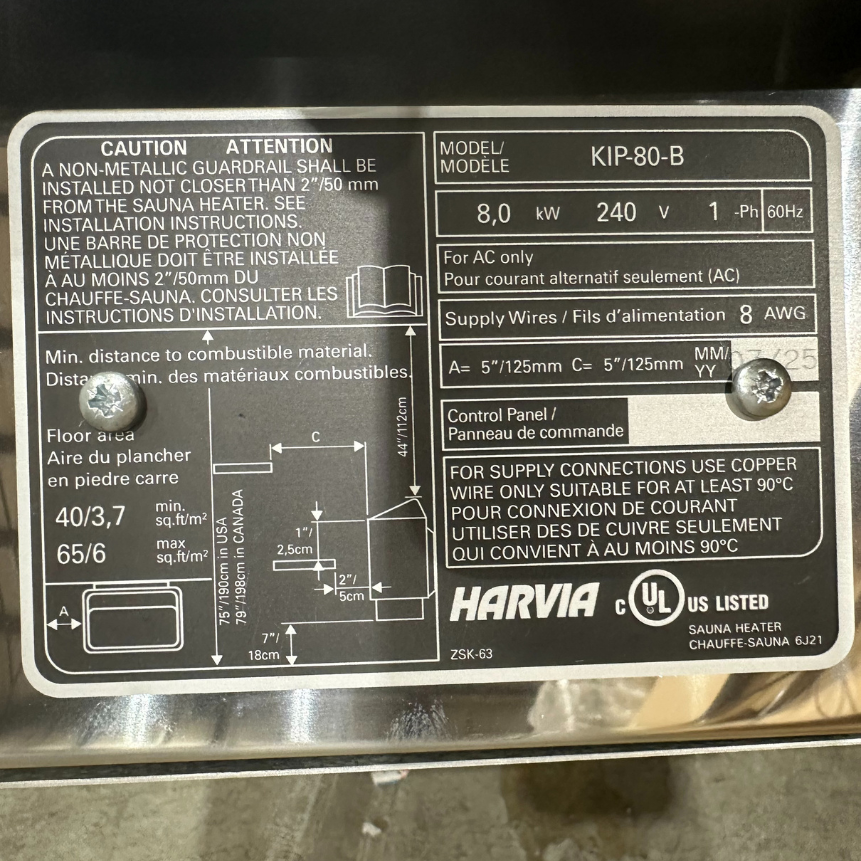 CAUTION ATTENTION
A NON-METALLIC GUARDRAIL SHALL BE
INSTALLED NOT CLOSER THAN 2"/50 mm
FROM THE SAUNA HEATER. SEE
INSTALLATION INSTRUCTIONS.
UNE BARRE DE PROTECTION NON
MÉTALLIQUE DOIT ÊTRE INSTALLÉE
À AU MOINS 2"/50mm DU
CHAUFFE-SAUNA. CONSULTER LES
INSTRUCTIONS D'INSTALLATION.
Min. distance to combustible material.
min. des matériaux combustibles.
Floor area
Aire du plancher
en piedre carre
40/3,7 min. sq.ft/m²
65/6 max sq.ft/m²
A
75"/190cm in USA
79"/198cm in CANADA
C
44"/112cm
1"/
2,5cm
2"/
5cm
7"/
18cm
ZSK-63
MODEL/
MODÈLE
KIP-80-B
8,0 kW 240 V 1 -Ph 60Hz
For AC only
Pour courant alternatif seulement (AC)
Supply Wires / Fils d'alimentation 8 AWG
A= 5"/125mm C= 5"/125mm MM/
YY
Control Panel /
Panneau de commande
FOR SUPPLY CONNECTIONS USE COPPER
WIRE ONLY SUITABLE FOR AT LEAST 90°C
POUR CONNEXION DE COURANT
UTILISER DES DE CUIVRE SEULEMENT
QUI CONVIENT À AU MOINS 90°C
HARVIA C UL US LISTED
SAUNA HEATER
CHAUFFE-SAUNA 6J21